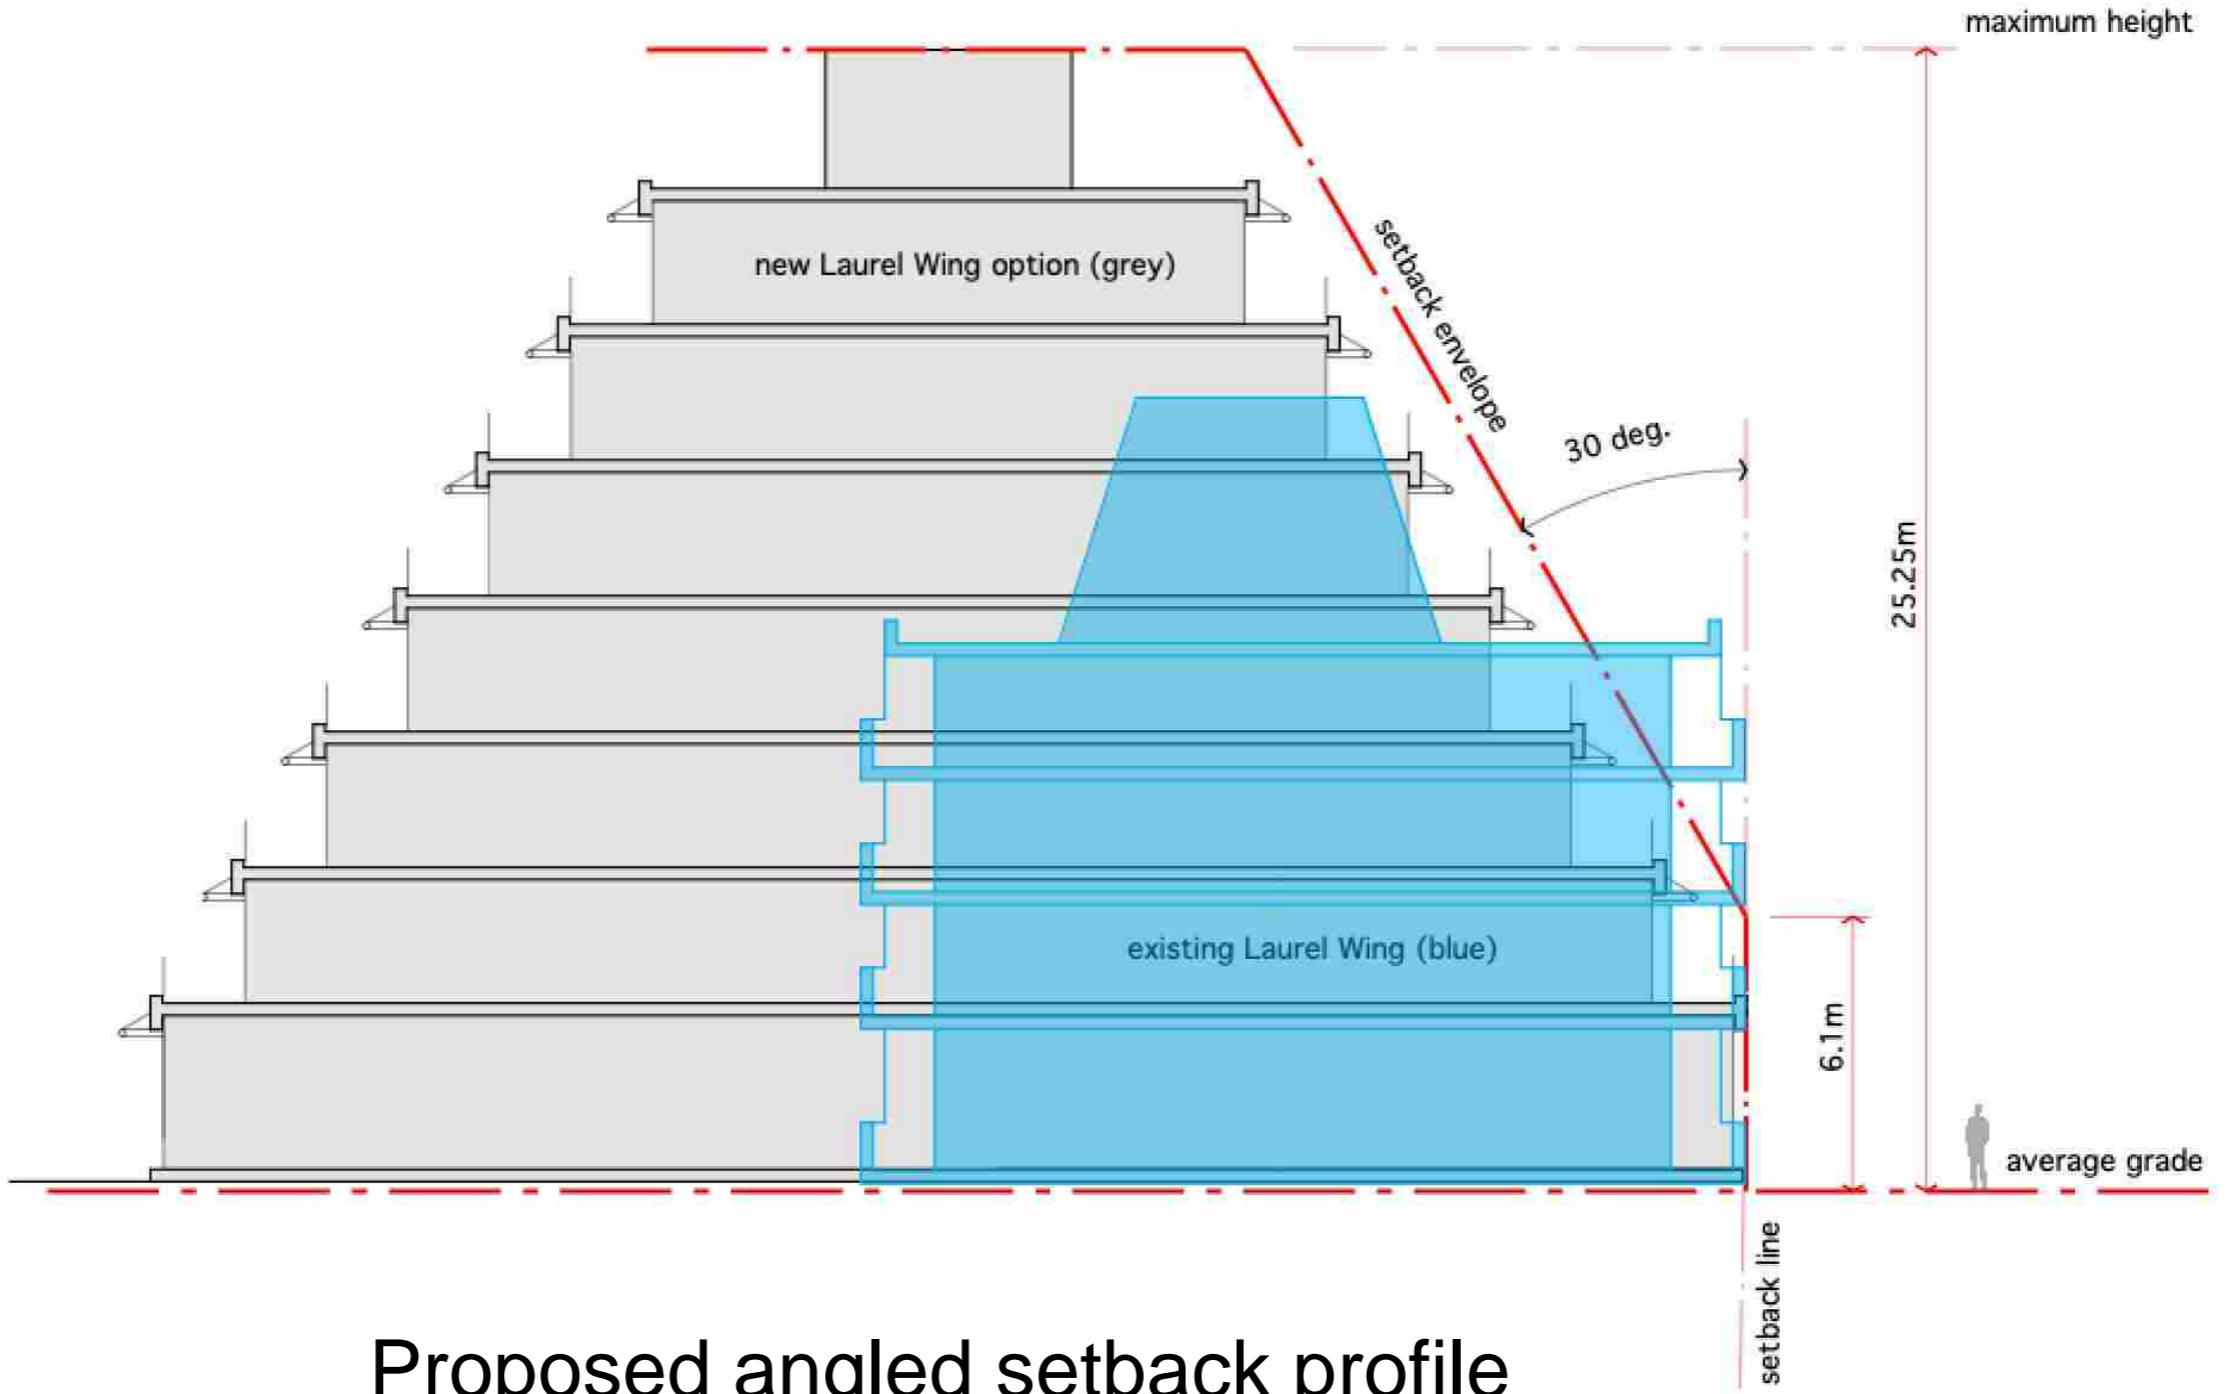 maximum height
new Laurel Wing option (grey)
setback envelope
30 deg.
25.25m
existing Laurel Wing (blue)
6.1m
average grade
setback line
Proposed angled setback profile